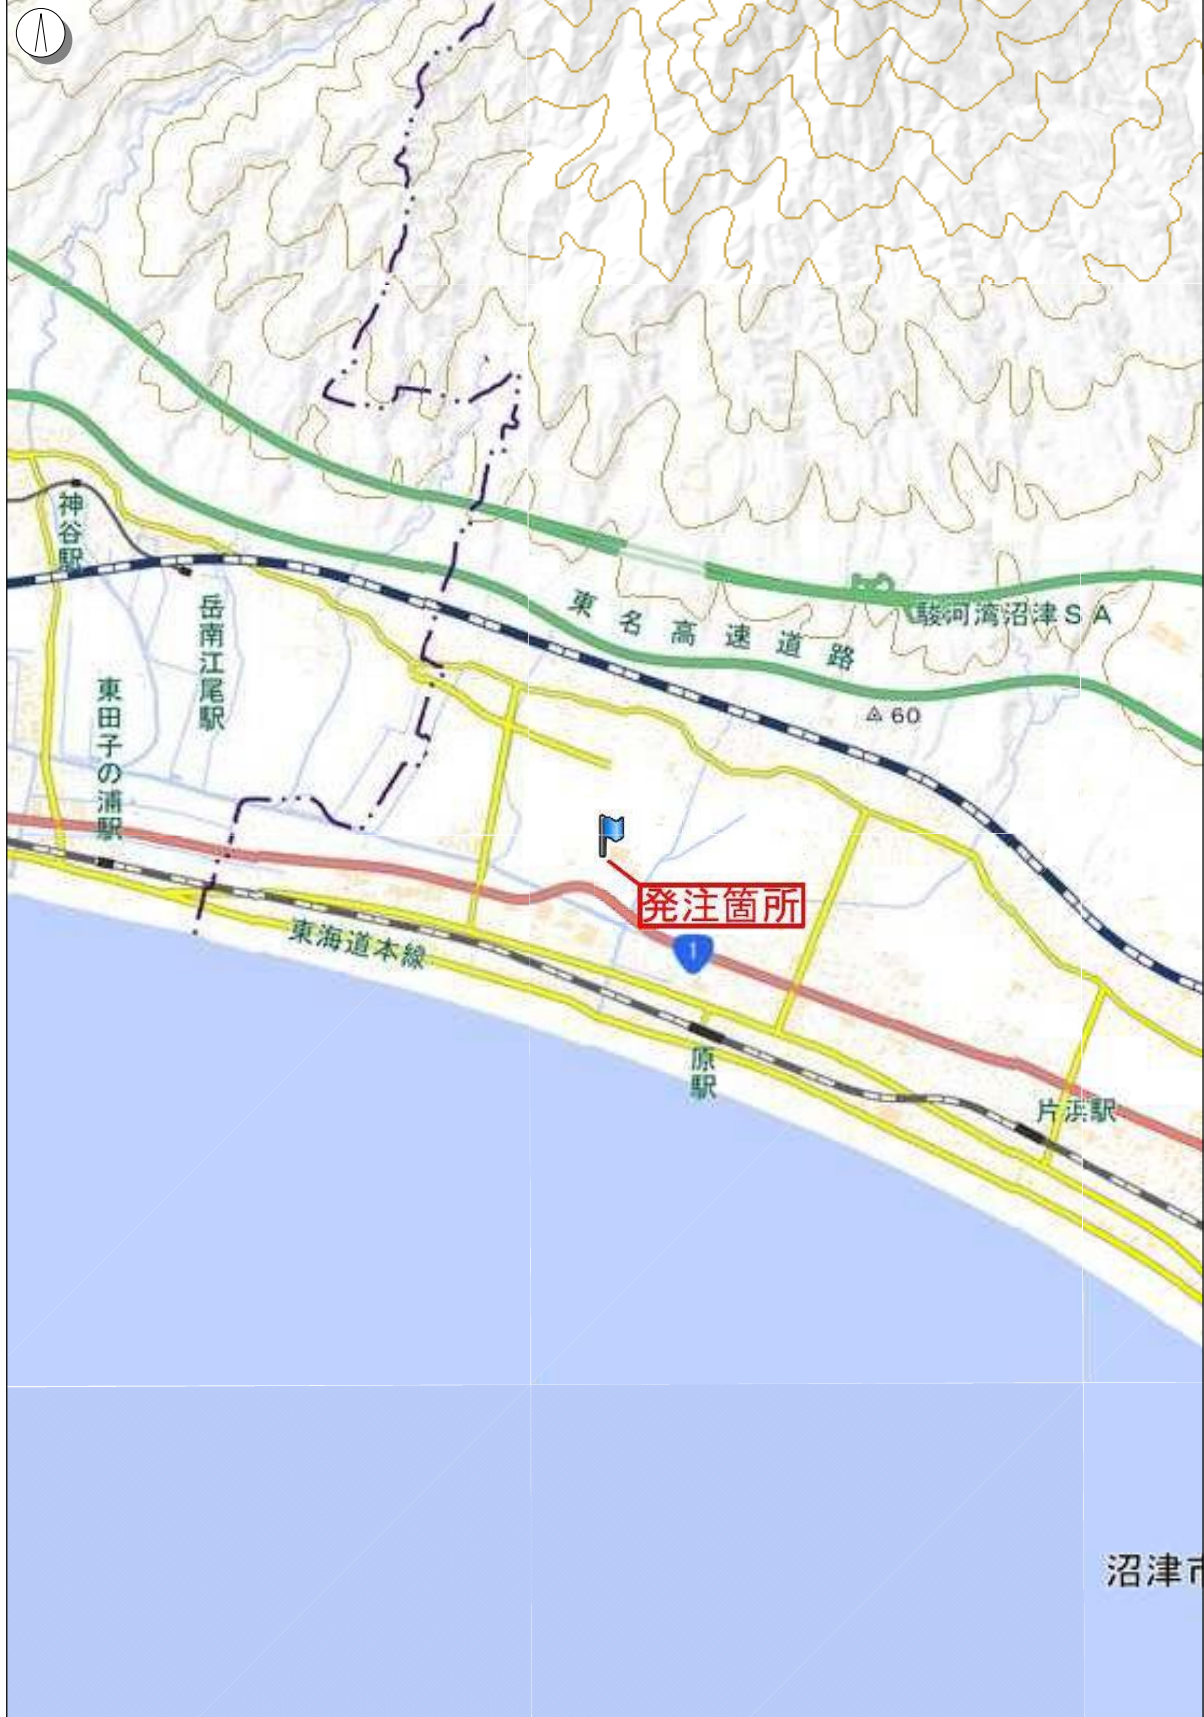 神谷駅
岳南江尾駅
東名高速道路
駿河湾沼津SA
60
東田子の浦駅
発注箇所
1
東海道本線
原駅
片浜駅
沼津市